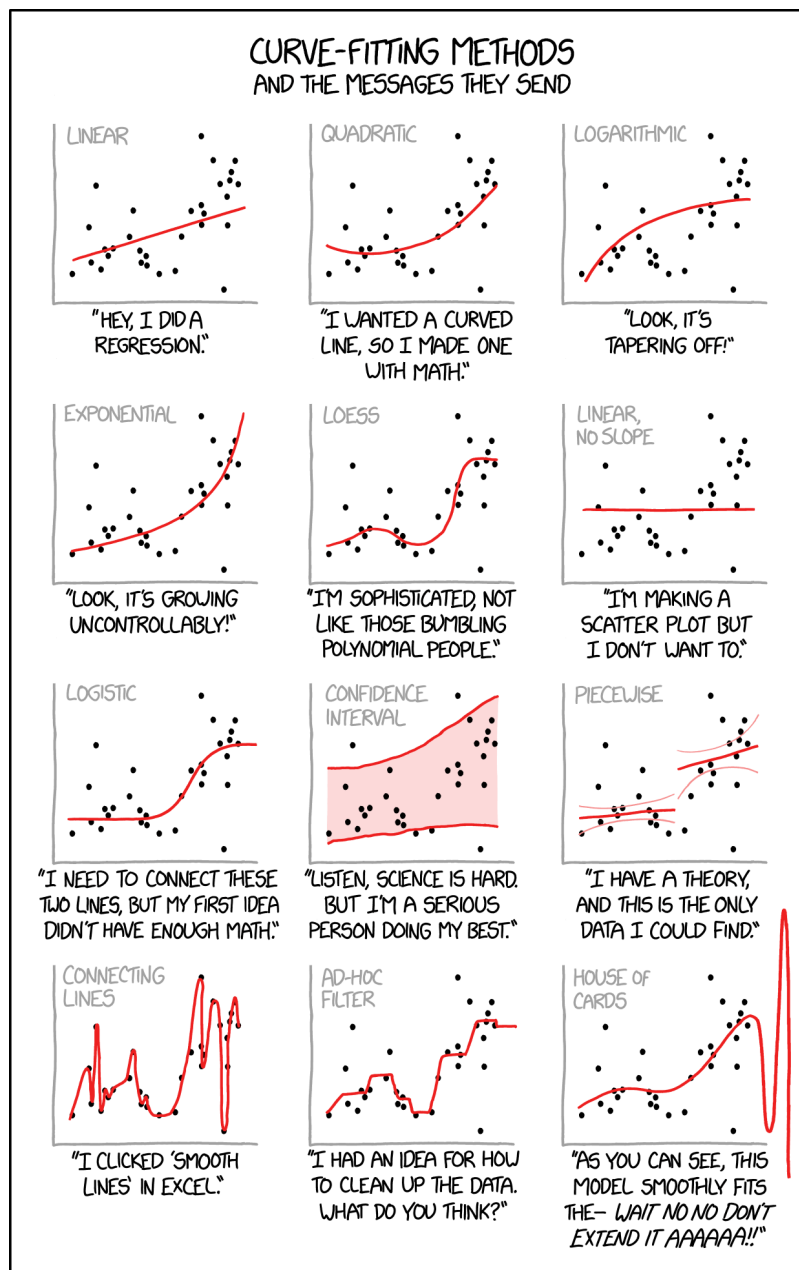 CURVE-FITTING METHODS
AND THE MESSAGES THEY SEND
LINEAR
"HEY, I DID A
REGRESSION."
QUADRATIC
"I WANTED A CURVED
LINE, SO I MADE ONE
WITH MATH."
LOGARITHMIC
"LOOK, IT'S
TAPERING OFF!"
EXPONENTIAL
"LOOK, IT'S GROWING
UNCONTROLLABLY!"
LOESS
"I'M SOPHISTICATED, NOT
LIKE THOSE BUMBLING
POLYNOMIAL PEOPLE."
LINEAR,
NO SLOPE
"I'M MAKING A
SCATTER PLOT BUT
I DON'T WANT TO."
LOGISTIC
"I NEED TO CONNECT THESE
TWO LINES, BUT MY FIRST IDEA
DIDN'T HAVE ENOUGH MATH."
CONFIDENCE
INTERVAL
"LISTEN, SCIENCE IS HARD.
BUT I'M A SERIOUS
PERSON DOING MY BEST."
PIECEWISE
"I HAVE A THEORY,
AND THIS IS THE ONLY
DATA I COULD FIND."
CONNECTING
LINES
"I CLICKED 'SMOOTH
LINES' IN EXCEL."
AD-HOC
FILTER
"I HAD AN IDEA FOR HOW
TO CLEAN UP THE DATA.
WHAT DO YOU THINK?"
HOUSE OF
CARDS
"AS YOU CAN SEE, THIS
MODEL SMOOTHLY FITS
THE- WAIT NO NO DON'T
EXTEND IT AAAAAA!!"